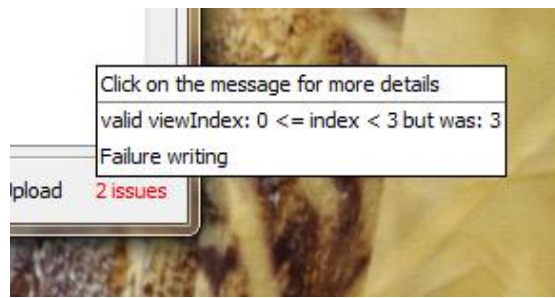 Click on the message for more details
valid viewIndex: 0 <= index < 3 but was: 3
Failure writing
Upload 2 issues